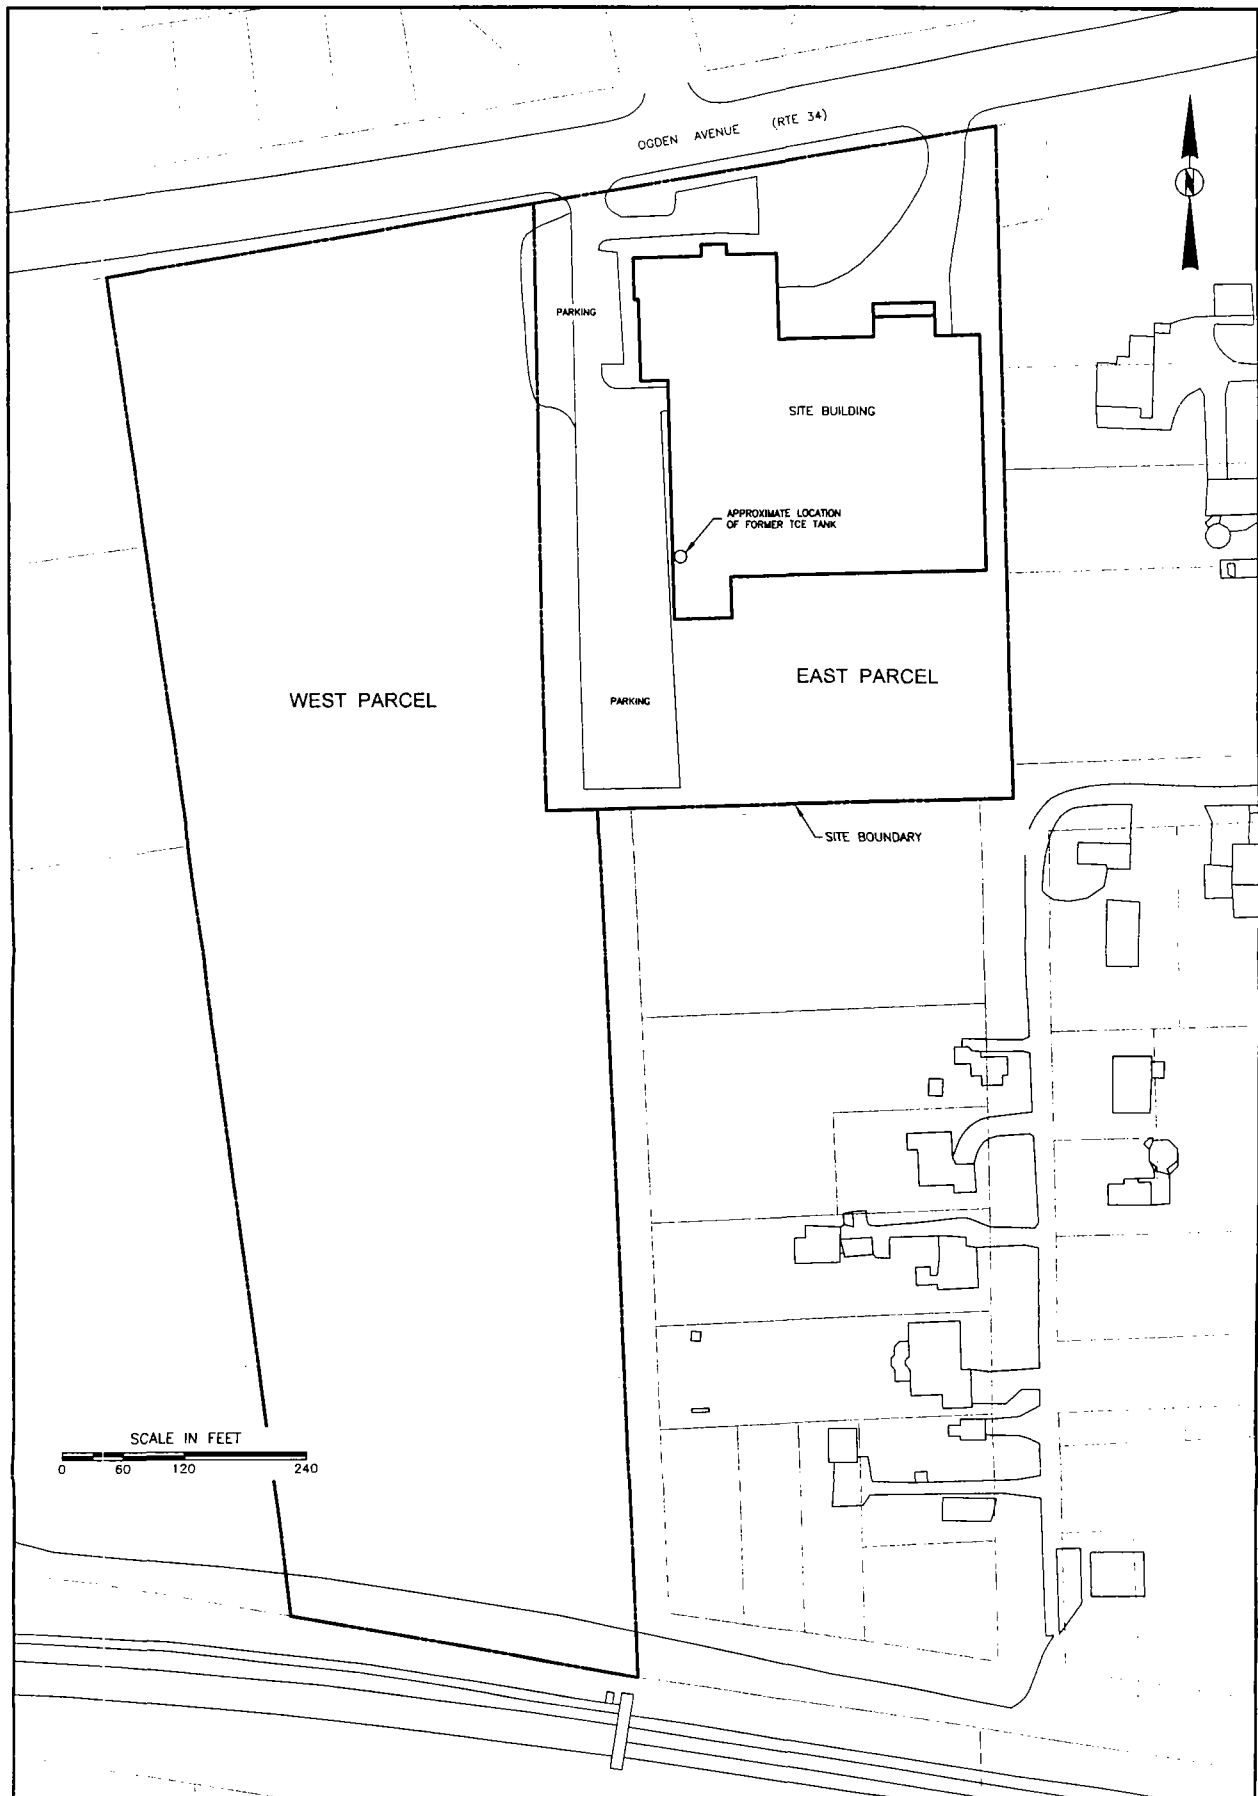 OGDEN AVENUE (RTE 34)
N
PARKING
SITE BUILDING
APPROXIMATE LOCATION
OF FORMER TCE TANK
WEST PARCEL
EAST PARCEL
PARKING
SITE BOUNDARY
SCALE IN FEET
0 60 120 240